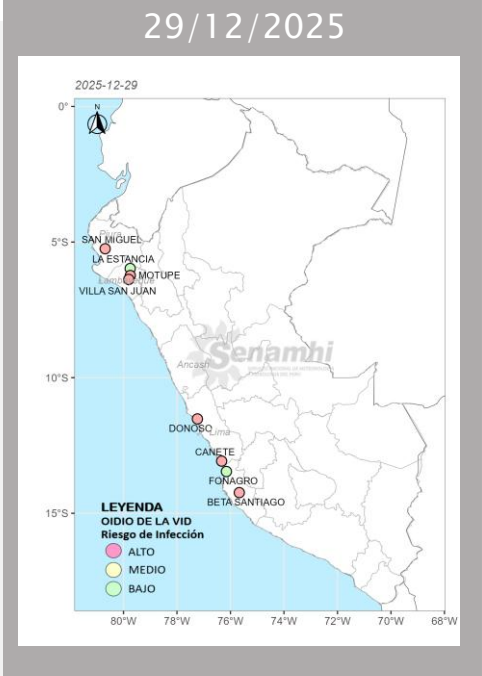 29/12/2025
2025-12-29
N
0°
Piura
5°S
SAN MIGUEL
LA ESTANCIA
MOTUPE
VILLA SAN JUAN
Senamhi
Ancash
10°S
DONOSO
Lima
CANETE
FONAGRO
BETA SANTIAGO
15°S
LEYENDA
OIDIO DE LA VID
Riesgo de Infección
ALTO
MEDIO
BAJO
80°W 78°W 76°W 74°W 72°W 70°W 68°W